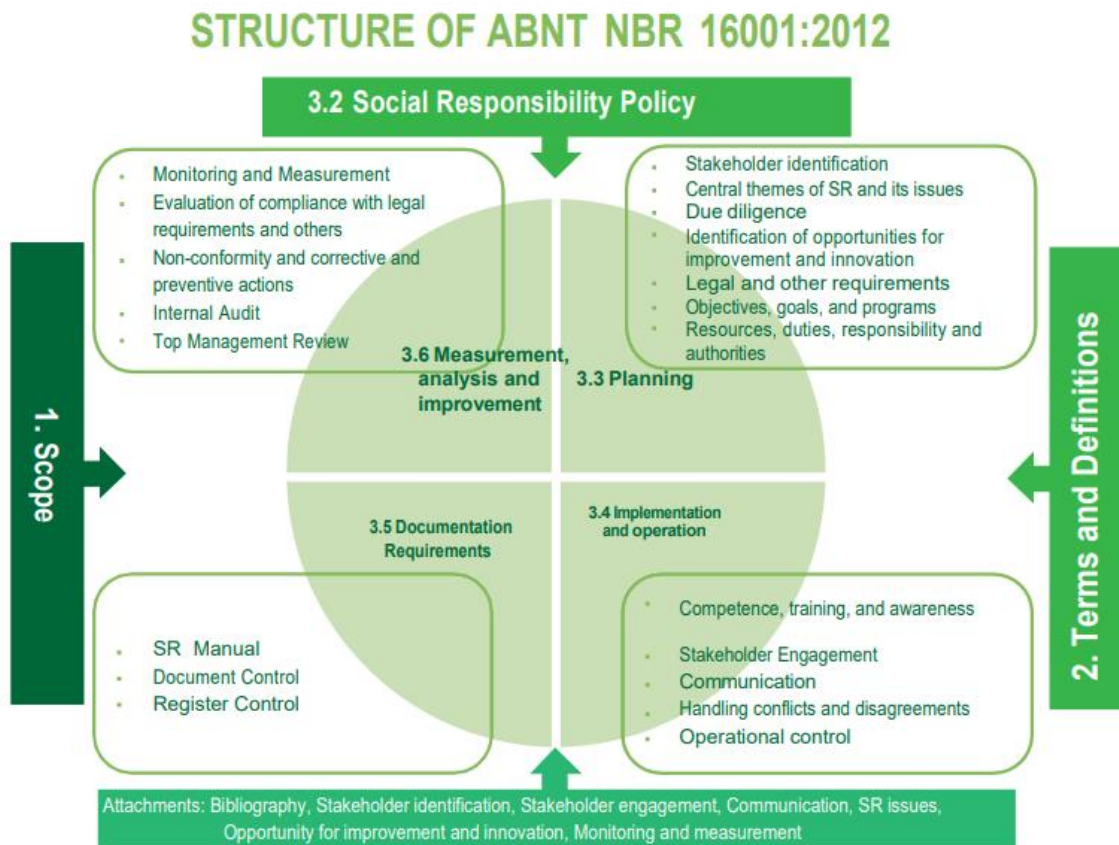 STRUCTURE OF ABNT NBR 16001:2012
3.2 Social Responsibility Policy
Monitoring and Measurement
Evaluation of compliance with legal
requirements and others
Non-conformity and corrective and
preventive actions
Internal Audit
Top Management Review
Stakeholder identification
Central themes of SR and its issues
Due diligence
Identification of opportunities for
improvement and innovation
Legal and other requirements
Objectives, goals, and programs
Resources, duties, responsibility and
authorities
3.6 Measurement,
analysis and
improvement
3.3 Planning
1. Scope
2. Terms and Definitions
3.5 Documentation
Requirements
3.4 Implementation
and operation
SR Manual
Document Control
Register Control
Competence, training, and awareness
Stakeholder Engagement
Communication
Handling conflicts and disagreements
Operational control
Attachments: Bibliography, Stakeholder identification, Stakeholder engagement, Communication, SR issues,
Opportunity for improvement and innovation, Monitoring and measurement